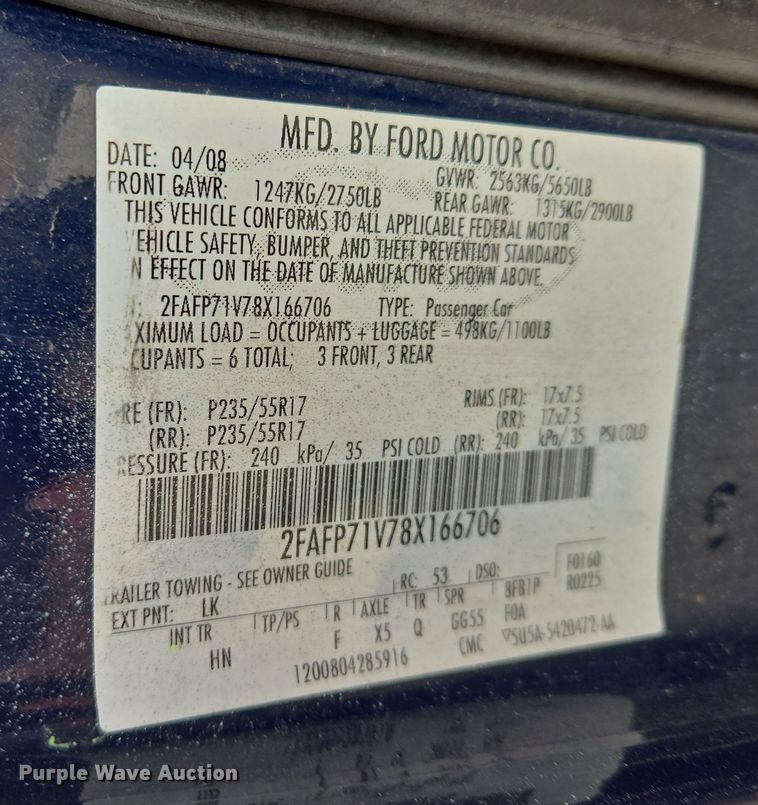 MFD. BY FORD MOTOR CO.
DATE: 04/08 GVWR: 2563KG/5650LB
FRONT GAWR: 1247KG/2750LB REAR GAWR: 1315KG/2900LB
THIS VEHICLE CONFORMS TO ALL APPLICABLE FEDERAL MOTOR
EHICLE SAFETY, BUMPER, AND THEFT PREVENTION STANDARDS
N EFFECT ON THE DATE OF MANUFACTURE SHOWN ABOVE.
: 2FAFP71V78X166706 TYPE: Passenger Car
XIMUM LOAD = OCCUPANTS + LUGGAGE = 498KG/1100LB
CUPANTS = 6 TOTAL; 3 FRONT, 3 REAR
RE (FR): P235/55R17 RIMS (FR): 17x7.5
(RR): P235/55R17 (RR): 17x7.5
ESSURE (FR): 240 kPa/ 35 PSI COLD (RR): 240 kPa/ 35 PSI COLD
2FAFP71V78X166706
RAILER TOWING - SEE OWNER GUIDE
EXT PNT: LK RC: 53 DSO: F0160
R0225
INT TR TP/PS R AXLE TR SPR 8FB1P
HN F X5 Q GG55 FOA
1200804285916 CMC 5U5A-5420472-AA
Purple Wave Auction